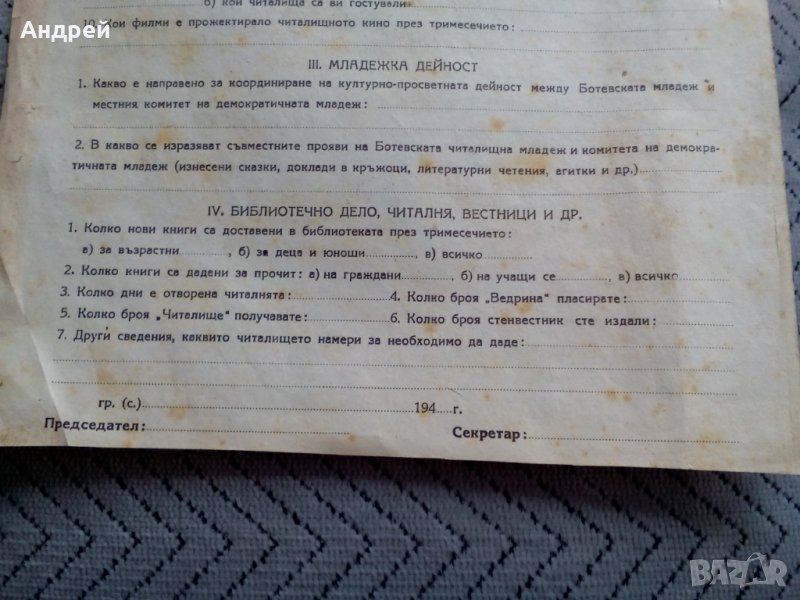 Андрей
б) кои читалища са ви гостували
10. Кои филми е прожектирало читалищното кино през тримесечието:
III. МЛАДЕЖКА ДЕЙНОСТ
1. Какво е направено за координиране на културно-просветната дейност между Ботевската младеж и
местния комитет на демократичната младеж:
2. В какво се изразяват съвместните прояви на Ботевската читалищна младеж и комитета на демокра-
тичната младеж (изнесени сказки, доклади в кръжоци, литературни четения, агитки и др.)
IV. БИБЛИОТЕЧНО ДЕЛО, ЧИТАЛНЯ, ВЕСТНИЦИ И ДР.
1. Колко нови книги са доставени в библиотеката през тримесечието:
а) за възрастни, б) за деца и юноши, в) всичко
2. Колко книги са дадени за прочит: а) на граждани, б) на учащи се, в) всичко
3. Колко дни е отворена читалнята: 4. Колко броя „Ведрина" пласирате:
5. Колко броя „Читалище" получавате: 6. Колко броя стенвестник сте издали:
7. Други сведения, каквито читалището намери за необходимо да даде:
гр. (с.) 194 г.
Председател: Секретар:
BAZAR